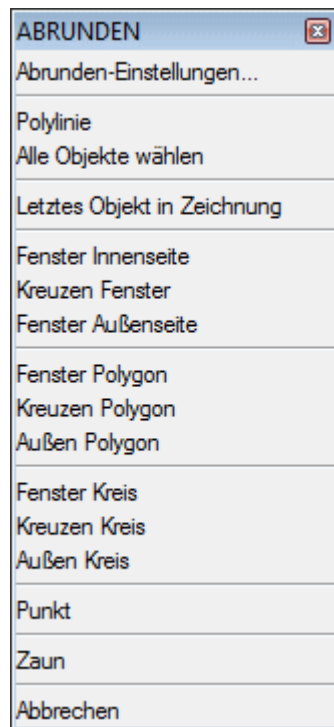 ABRUNDEN
Abrunden-Einstellungen...
Polylinie
Alle Objekte wählen
Letztes Objekt in Zeichnung
Fenster Innenseite
Kreuzen Fenster
Fenster Außenseite
Fenster Polygon
Kreuzen Polygon
Außen Polygon
Fenster Kreis
Kreuzen Kreis
Außen Kreis
Punkt
Zaun
Abbrechen